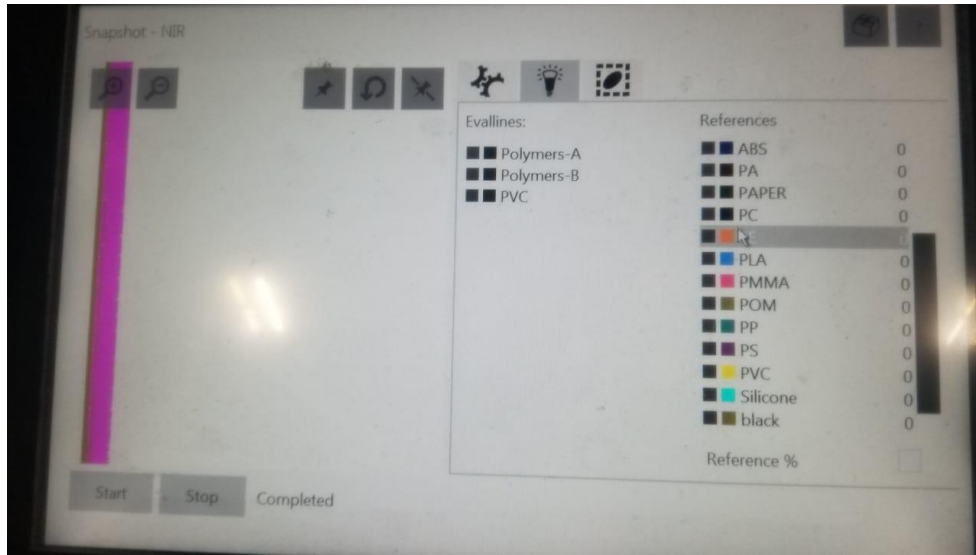 Snapshot - NIR
Evallines:
Polymers-A
Polymers-B
PVC
References
ABS 0
PA 0
PAPER 0
PC 0
0
PLA 0
PMMA 0
POM 0
PP 0
PS 0
PVC 0
Silicone 0
black 0
Reference %
Start
Stop
Completed